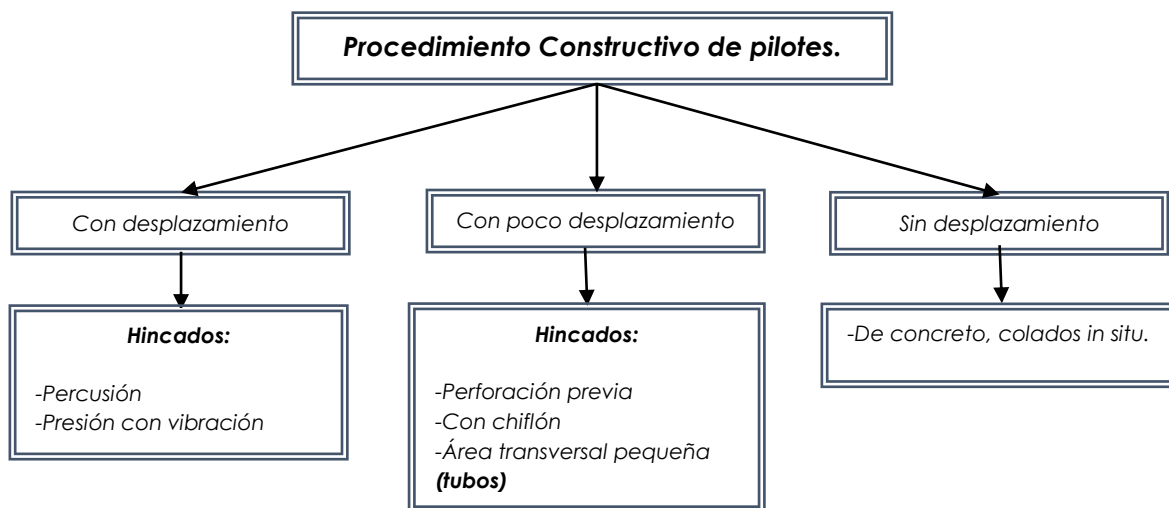 Procedimiento Constructivo de pilotes.
Con desplazamiento
Con poco desplazamiento
Sin desplazamiento
Hincados:
-Percusión
-Presión con vibración
Hincados:
-Perforación previa
-Con chiflón
-Área transversal pequeña
(tubos)
-De concreto, colados in situ.